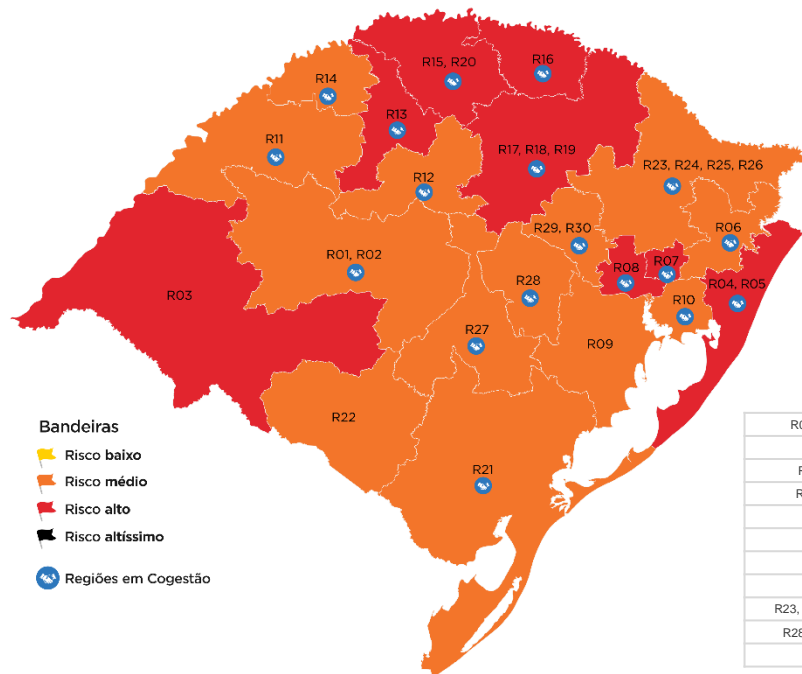 R14
R15, R20
R16
R13
R11
R17, R18, R19
R23, R24, R25, R26
R12
R29, R30
R06
R01, R02
R08
R07
R04, R05
R03
R28
R10
R27
R09
R22
R21
Bandeiras
Risco baixo
Risco médio
Risco alto
Risco altíssimo
Regiões em Cogestão
R23,
R28